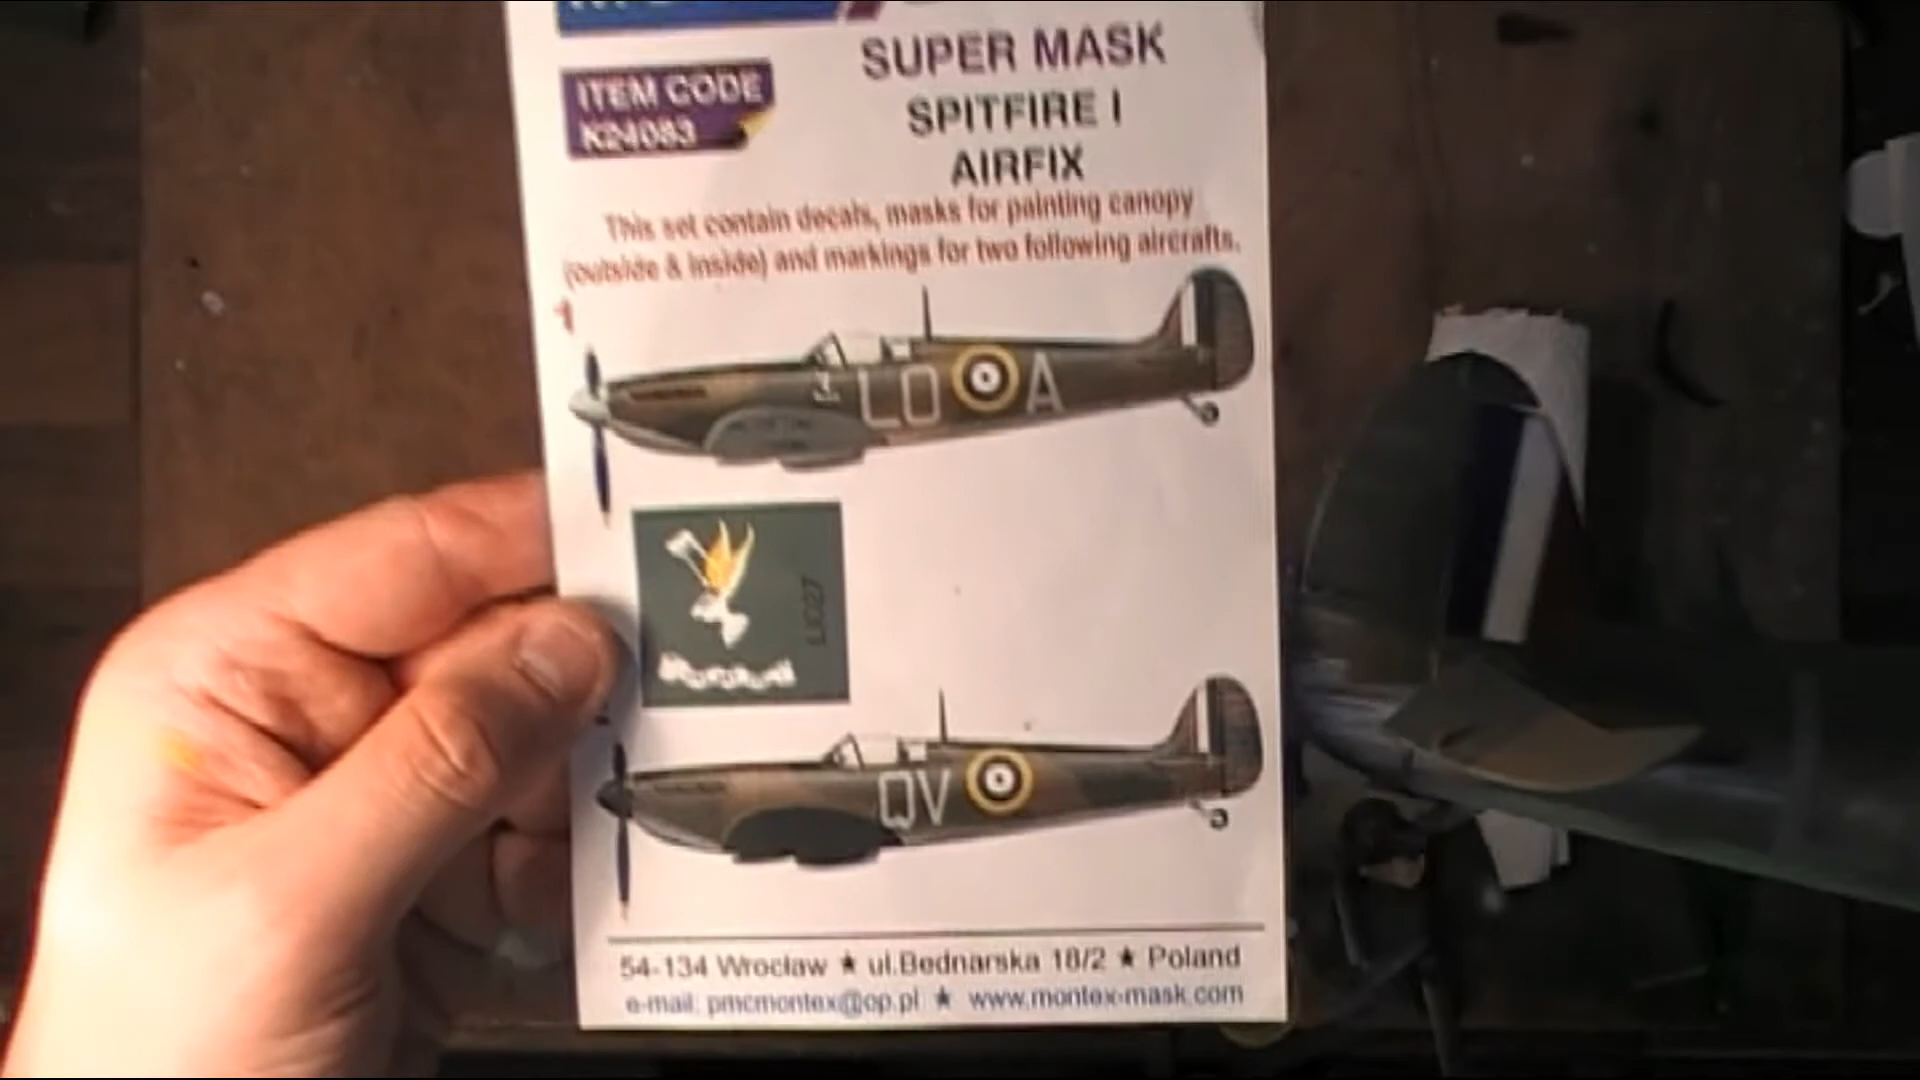 SUPER MASK
ITEM CODE
K24083
SPITFIRE I
AIRFIX
This set contain decals, masks for painting canopy
(outside & inside) and markings for two following aircrafts.
LO A
QV
54-134 Wrocław ★ ul.Bednarska 18/2 ★ Poland
e-mail: pmcmontex@op.pl ★ www.montex-mask.com